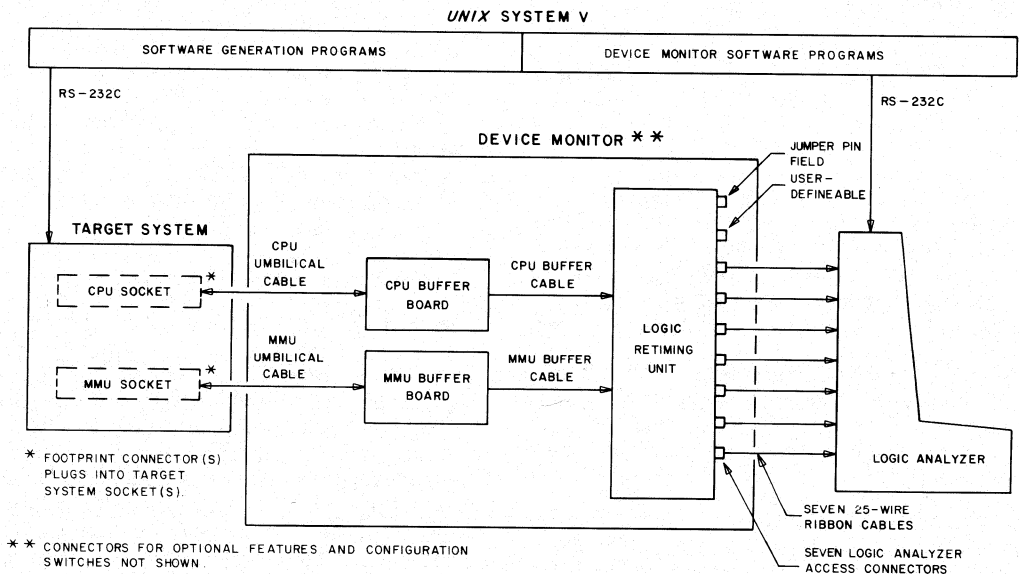 UNIX SYSTEM V
SOFTWARE GENERATION PROGRAMS
DEVICE MONITOR SOFTWARE PROGRAMS
RS-232C
RS-232C
DEVICE MONITOR **
JUMPER PIN
FIELD
USER-
DEFINEABLE
TARGET SYSTEM
CPU
UMBILICAL
CABLE
CPU SOCKET
*
CPU BUFFER
BOARD
CPU BUFFER
CABLE
LOGIC
RETIMING
UNIT
MMU
UMBILICAL
CABLE
MMU SOCKET
*
MMU BUFFER
BOARD
MMU BUFFER
CABLE
LOGIC ANALYZER
* FOOTPRINT CONNECTOR(S)
PLUGS INTO TARGET
SYSTEM SOCKET(S).
SEVEN 25-WIRE
RIBBON CABLES
** CONNECTORS FOR OPTIONAL FEATURES AND CONFIGURATION
SWITCHES NOT SHOWN.
SEVEN LOGIC ANALYZER
ACCESS CONNECTORS